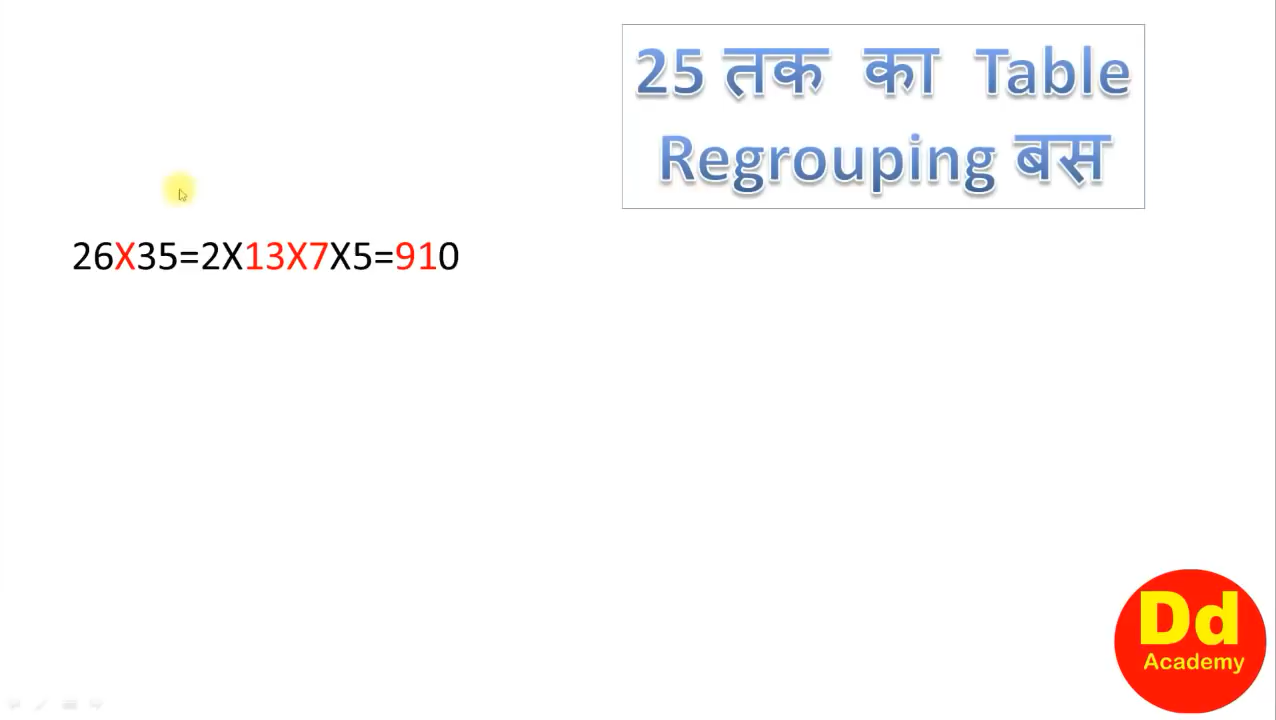 25 तक का Table
Regrouping बस
26X35=2X13X7X5=910
Dd
Academy